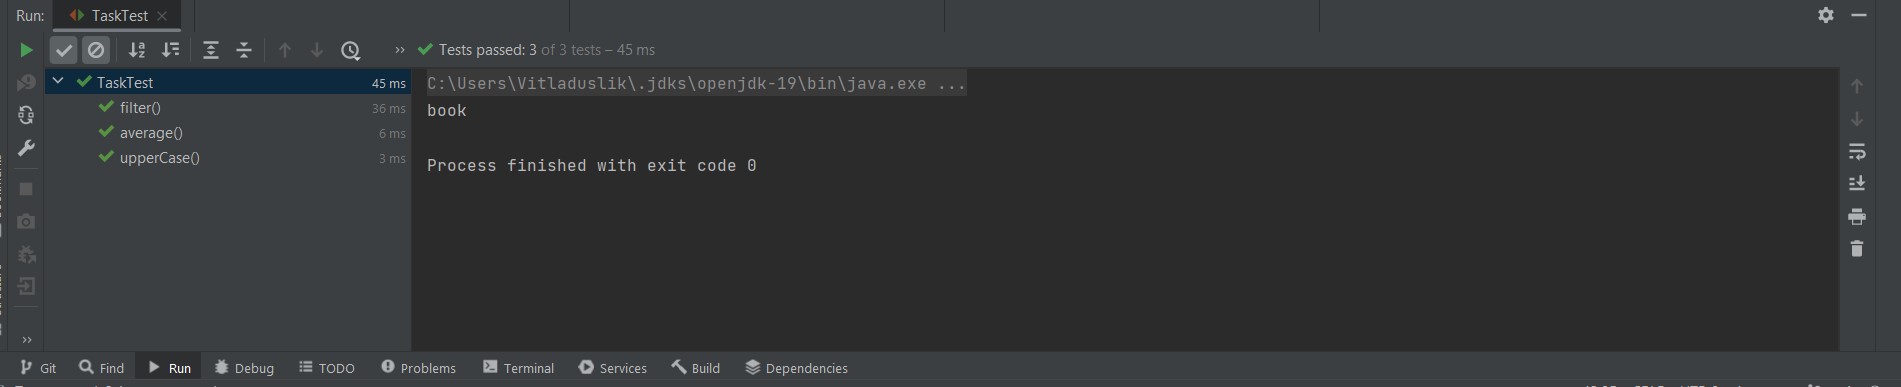 Run: TaskTest
Tests passed: 3 of 3 tests – 45 ms
TaskTest 45 ms
filter() 36 ms
average() 6 ms
upperCase() 3 ms
C:\Users\Vitladuslik\.jdks\openjdk-19\bin\java.exe ...
book
Process finished with exit code 0
Git Find Run Debug TODO Problems Terminal Services Build Dependencies